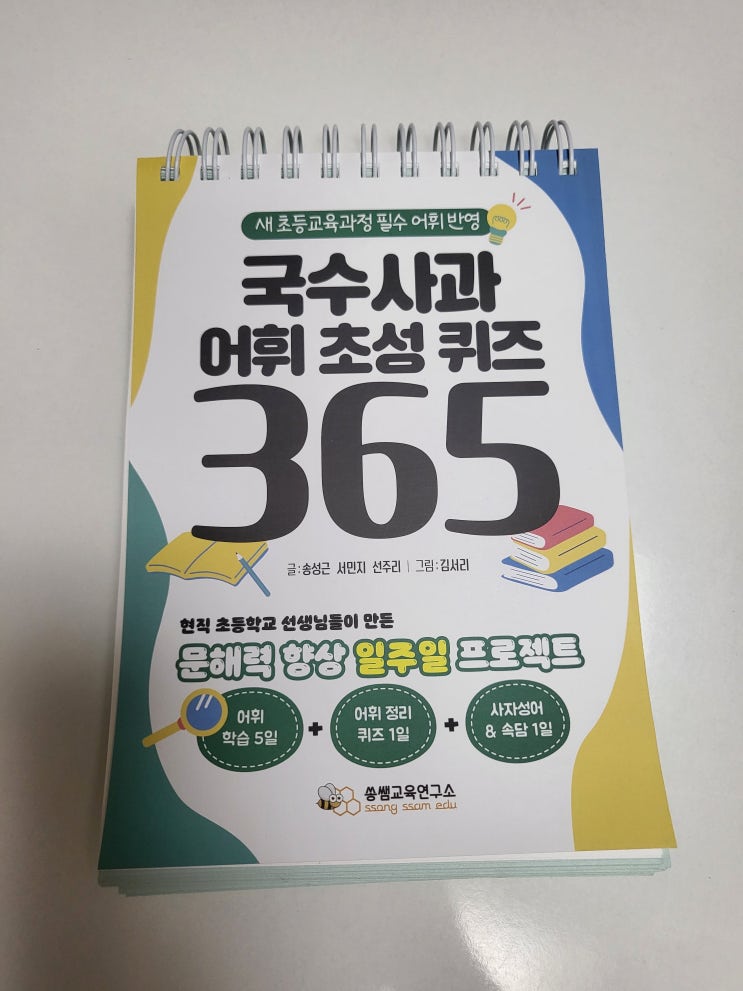 새 초등교육과정 필수 어휘 반영
국수사과
어휘 초성 퀴즈
365
글:송성근 서민지 선주리 | 그림:김서리
현직 초등학교 선생님들이 만든
문해력 향상 일주일 프로젝트
어휘
학습 5일
+
어휘 정리
퀴즈 1일
+
사자성어
& 속담 1일
쏭쌤교육연구소
ssong ssam edu